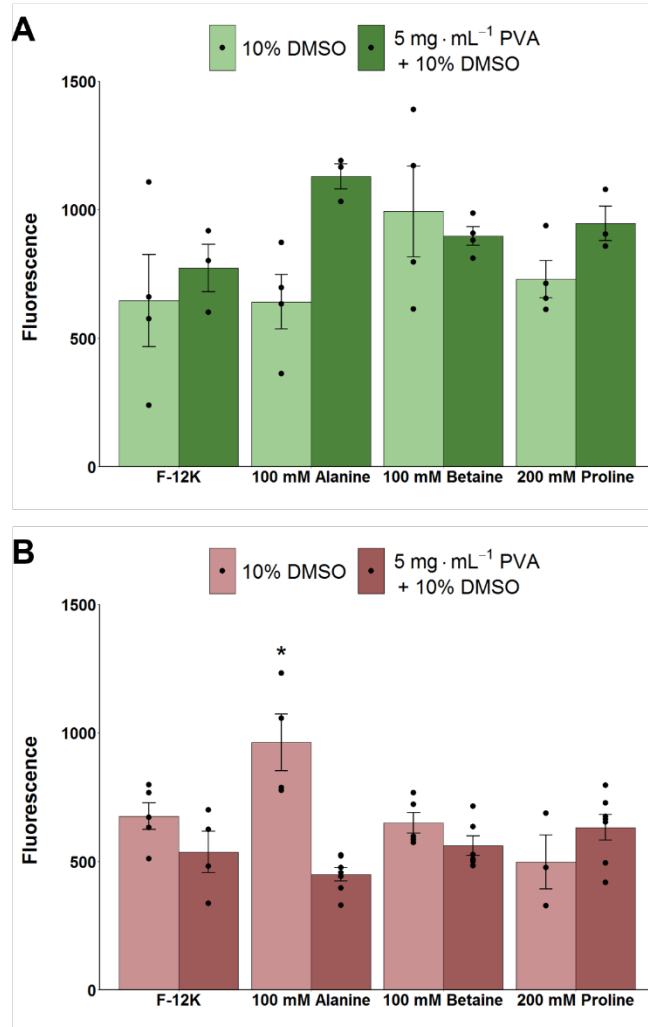 A
10% DMSO
5 mg · mL⁻¹ PVA
+ 10% DMSO
1500
1000
500
0
Fluorescence
F-12K 100 mM Alanine 100 mM Betaine 200 mM Proline
B
10% DMSO
5 mg · mL⁻¹ PVA
+ 10% DMSO
1500
*
1000
500
0
Fluorescence
F-12K 100 mM Alanine 100 mM Betaine 200 mM Proline